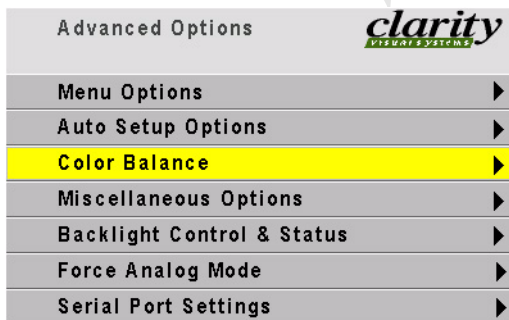 Advanced Options
clarity
VISUAL SYSTEMS
Menu Options
Auto Setup Options
Color Balance
Miscellaneous Options
Backlight Control & Status
Force Analog Mode
Serial Port Settings